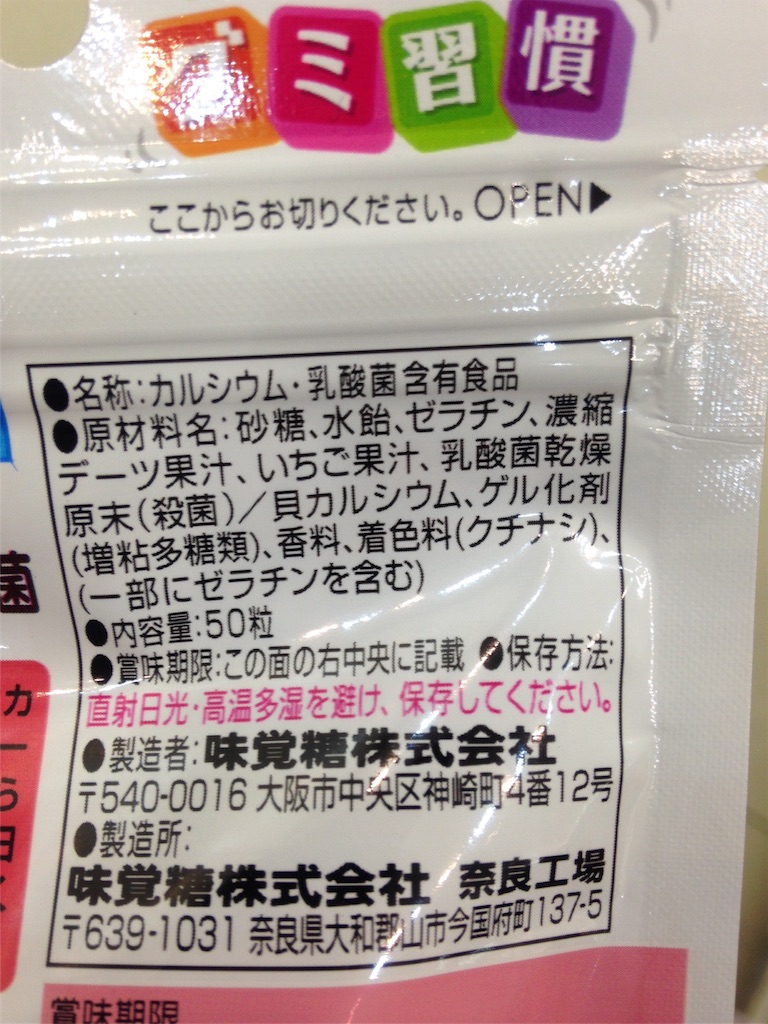 グミ習慣
ここからお切りください。OPEN▶
●名称:カルシウム・乳酸菌含有食品
●原材料名:砂糖、水飴、ゼラチン、濃縮
デーツ果汁、いちご果汁、乳酸菌乾燥
原末(殺菌)/貝カルシウム、ゲル化剤
(増粘多糖類)、香料、着色料(クチナシ)、
(一部にゼラチンを含む)
●内容量:50粒
●賞味期限:この面の右中央に記載 ●保存方法:
直射日光・高温多湿を避け、保存してください。
●製造者:味覚糖株式会社
〒540-0016 大阪市中央区神崎町4番12号
●製造所:
味覚糖株式会社 奈良工場
〒639-1031 奈良県大和郡山市今国府町137-5
菌
賞味期限